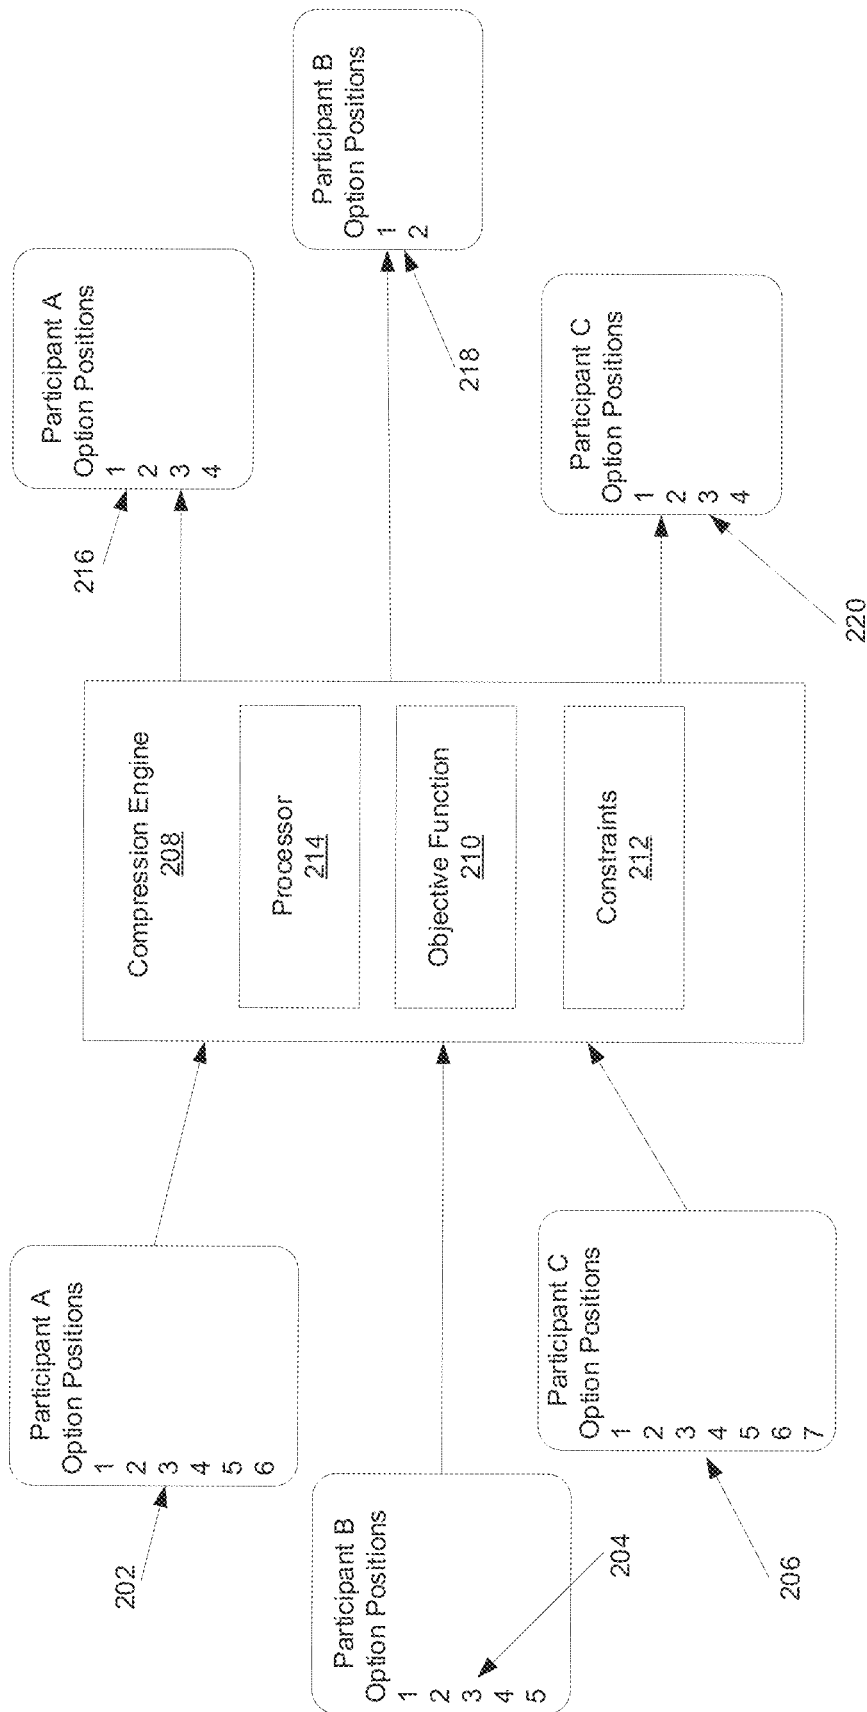 Participant A
Option Positions
1
2
3
4
5
6
202
Participant B
Option Positions
1
2
3
4
5
204
Participant C
Option Positions
1
2
3
4
5
6
7
206
Compression Engine
208
Processor
214
Objective Function
210
Constraints
212
Participant A
Option Positions
1
2
3
4
216
Participant B
Option Positions
1
2
218
Participant C
Option Positions
1
2
3
4
220